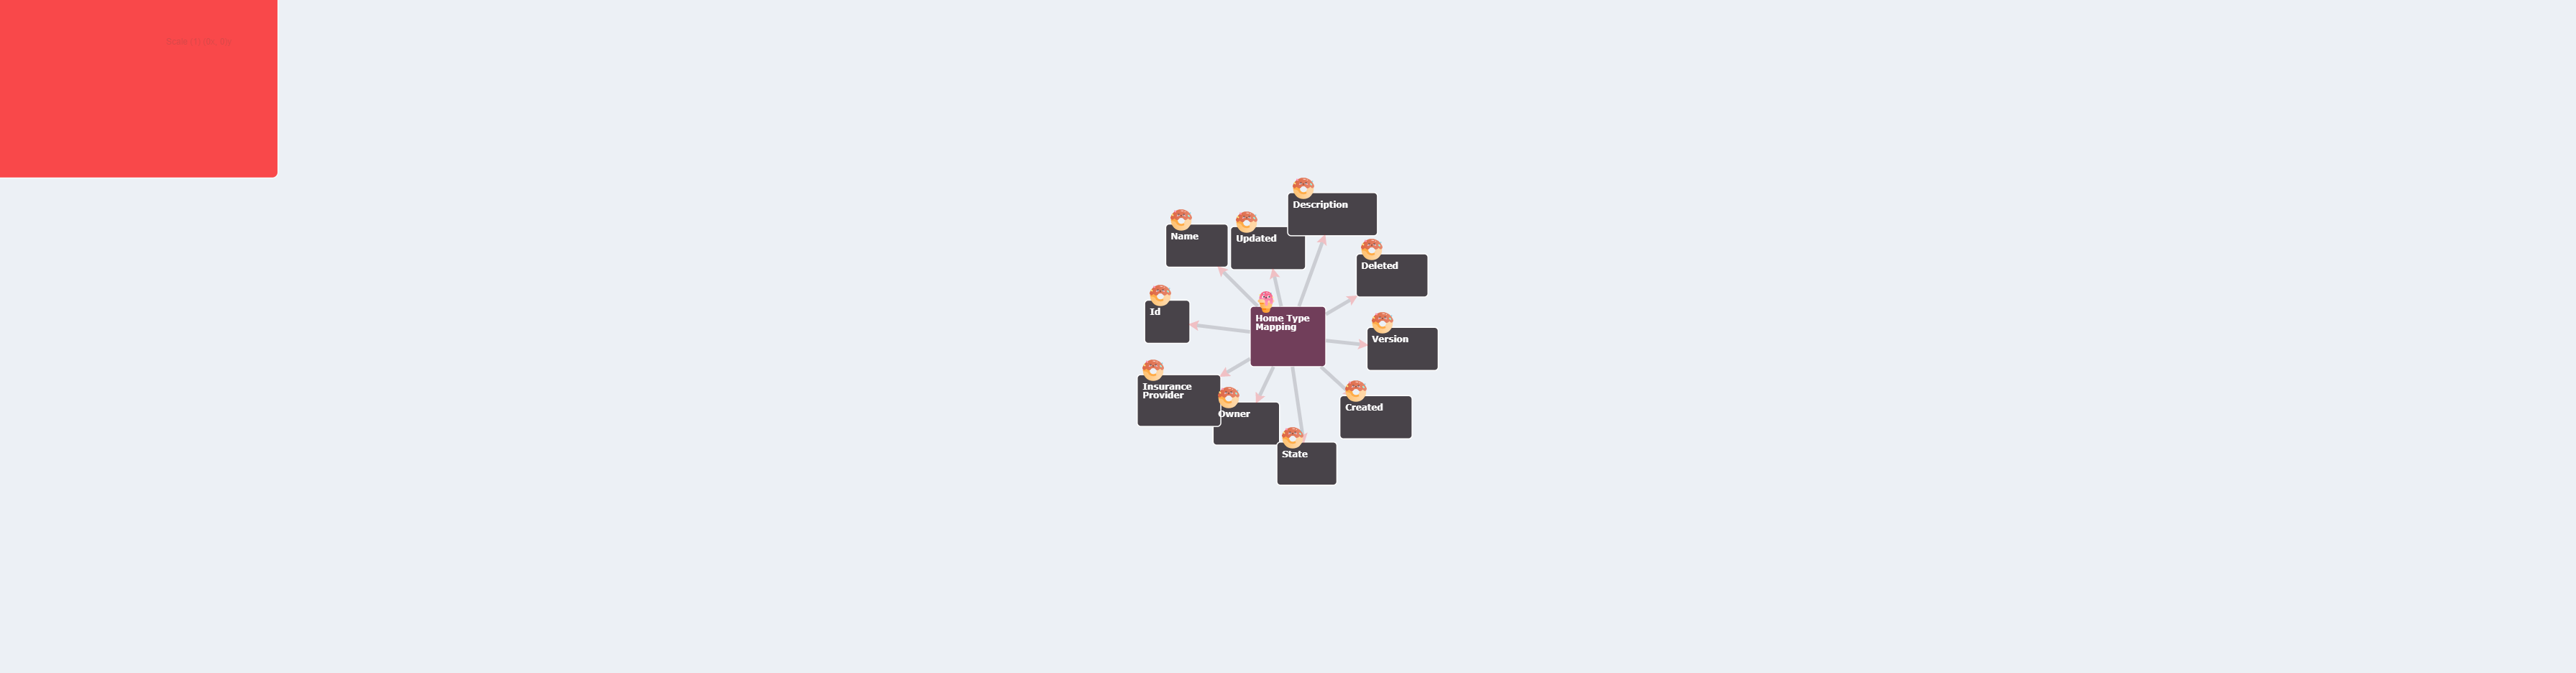 Description
Name
Updated
Deleted
Id
Home Type
Mapping
Version
Insurance
Provider
Created
Owner
State